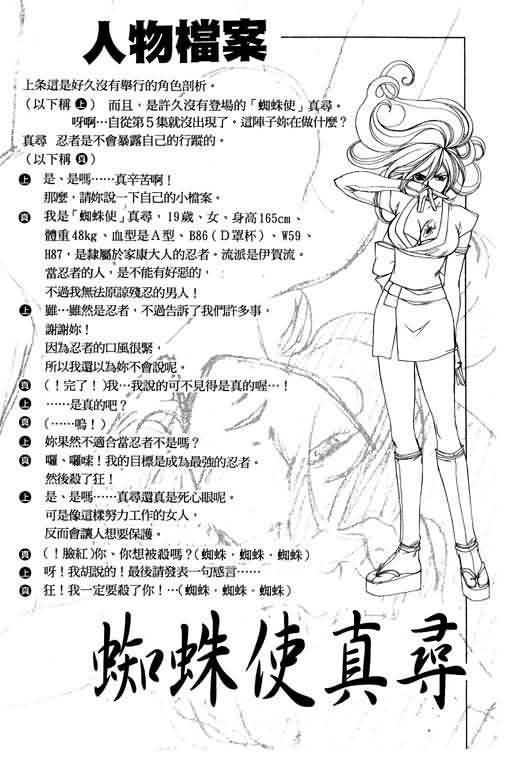 人物檔案
上条這是好久沒有舉行的角色剖析。
(以下稱上) 而且，是許久沒有登場的「蜘蛛使」真尋。
呀啊…自從第5集就沒出現了。這陣子妳在做什麼？
真尋 忍者是不會暴露自己的行蹤的。
(以下稱真)
上 是、是嗎……真辛苦啊！
那麼，請妳說一下自己的小檔案。
真 我是「蜘蛛使」真尋，19歲、女、身高165cm、
體重48kg、血型是A型、B86(D罩杯)、W59、
H87，是隸屬於家康大人的忍者。流派是伊賀流。
當忍者的人，是不能有好惡的，
不過我無法原諒殘忍的男人！
上 雖…雖然是忍者，不過告訴了我們許多事，
謝謝妳！
因為忍者的口風很緊，
所以我還以為妳不會說呢。
真 (！完了！)我…我說的可不見得是真的喔…！
上 ……是真的吧？
真 (……嗚！)
上 妳果然不適合當忍者不是嗎？
真 囉、囉嗦！我的目標是成為最強的忍者。
然後殺了狂！
上 是、是嗎……真尋還真是死心眼呢。
可是像這樣努力工作的女人，
反而會讓人想要保護。
真 (！臉紅)你、你想被殺嗎？(蜘蛛．蜘蛛．蜘蛛)
上 呀！我胡說的！最後請發表一句感言……
真 狂！我一定要殺了你！…(蜘蛛．蜘蛛．蜘蛛)
蜘蛛使真尋